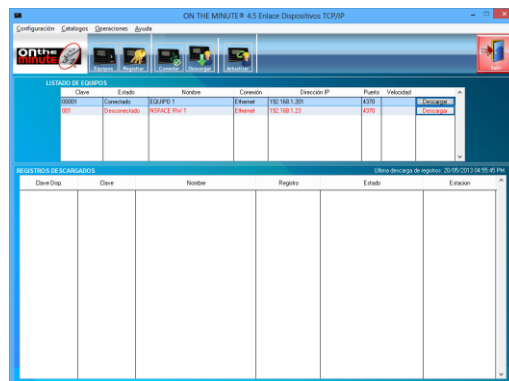 ON THE MINUTE® 4.5 Enlace Dispositivos TCP/IP
Configuración Catalogos Operaciones Ayuda
On the minute
Equipos Registrar Conectar Descargar Actualizar Salir
LISTADO DE EQUIPOS
Clave Estado Nombre Conexión Dirección IP Puerto Velocidad
00001 Conectado EQUIPO 1 Ethernet 192.168.1.201 4370 Descargar
001 Desconectado NSFACE FW 1 Ethernet 192.168.1.23 4370 Descargar
REGISTROS DESCARGADOS Ultima descarga de registros: 20/05/2013 04:55:45 PM
Clave Disp. Clave Nombre Registro Estado Estacion